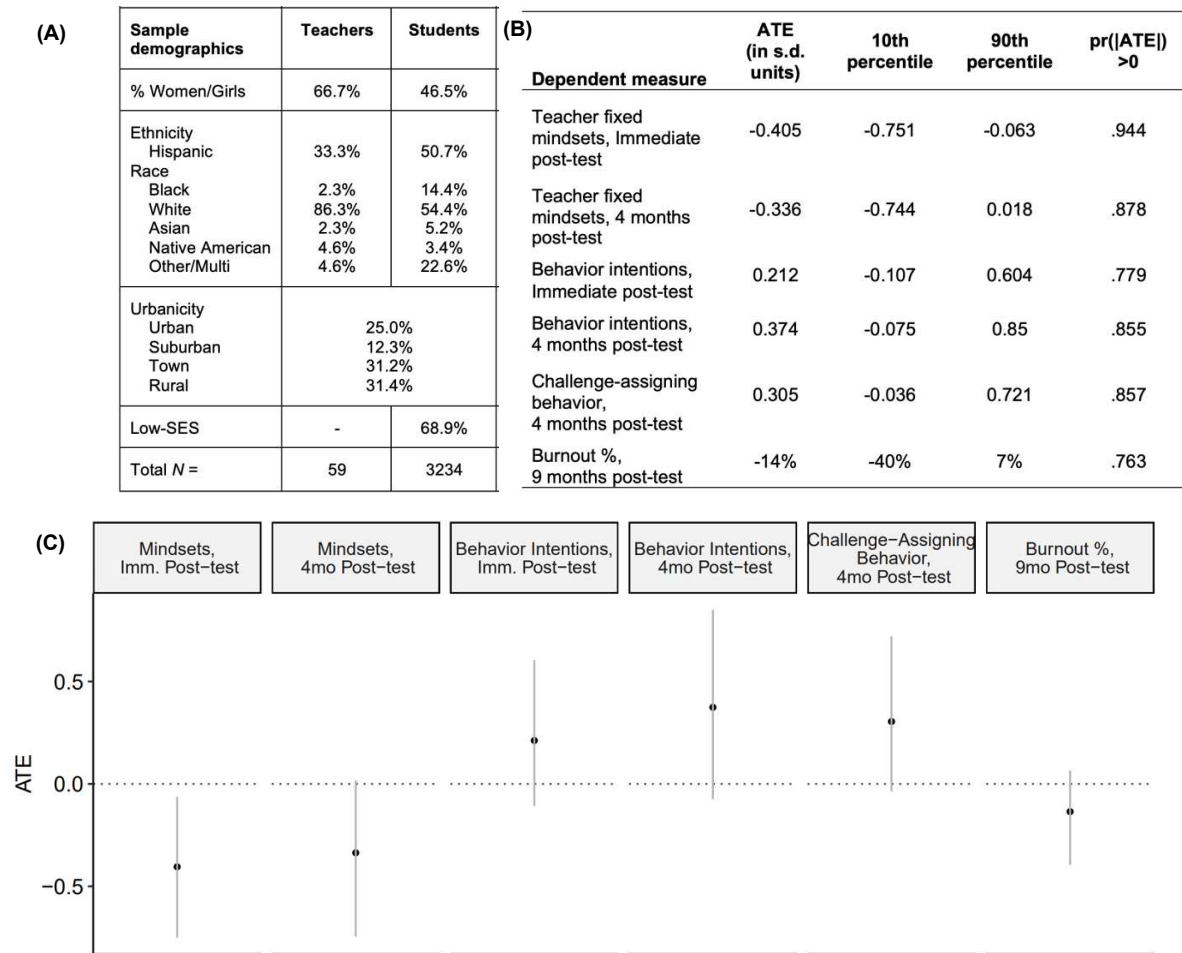 (A)
Sample demographics Teachers Students
% Women/Girls 66.7% 46.5%
Ethnicity
Hispanic 33.3% 50.7%
Race
Black 2.3% 14.4%
White 86.3% 54.4%
Asian 2.3% 5.2%
Native American 4.6% 3.4%
Other/Multi 4.6% 22.6%
Urbanicity
Urban 25.0%
Suburban 12.3%
Town 31.2%
Rural 31.4%
Low-SES - 68.9%
Total N = 59 3234
(B)
Dependent measure ATE (in s.d. units) 10th percentile 90th percentile pr(|ATE|) >0
Teacher fixed mindsets, Immediate post-test -0.405 -0.751 -0.063 .944
Teacher fixed mindsets, 4 months post-test -0.336 -0.744 0.018 .878
Behavior intentions, Immediate post-test 0.212 -0.107 0.604 .779
Behavior intentions, 4 months post-test 0.374 -0.075 0.85 .855
Challenge-assigning behavior, 4 months post-test 0.305 -0.036 0.721 .857
Burnout %, 9 months post-test -14% -40% 7% .763
(C)
Mindsets,
Imm. Post−test
Mindsets,
4mo Post−test
Behavior Intentions,
Imm. Post−test
Behavior Intentions,
4mo Post−test
Challenge−Assigning
Behavior,
4mo Post−test
Burnout %,
9mo Post−test
ATE
0.5
0.0
−0.5